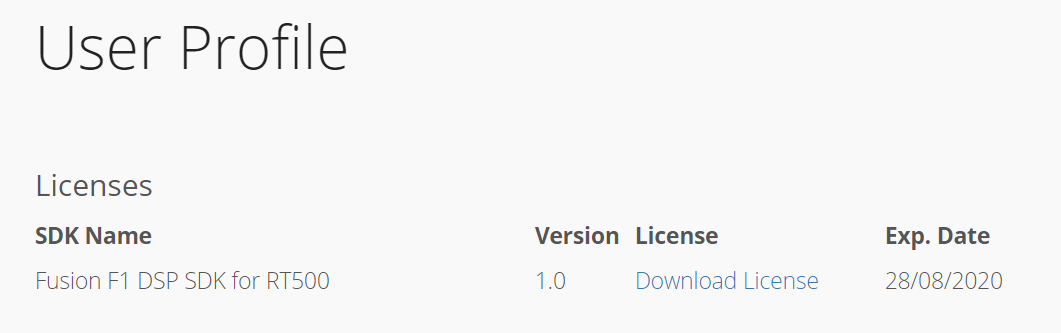 User Profile
Licenses
SDK Name Version License Exp. Date
Fusion F1 DSP SDK for RT500 1.0 Download License 28/08/2020